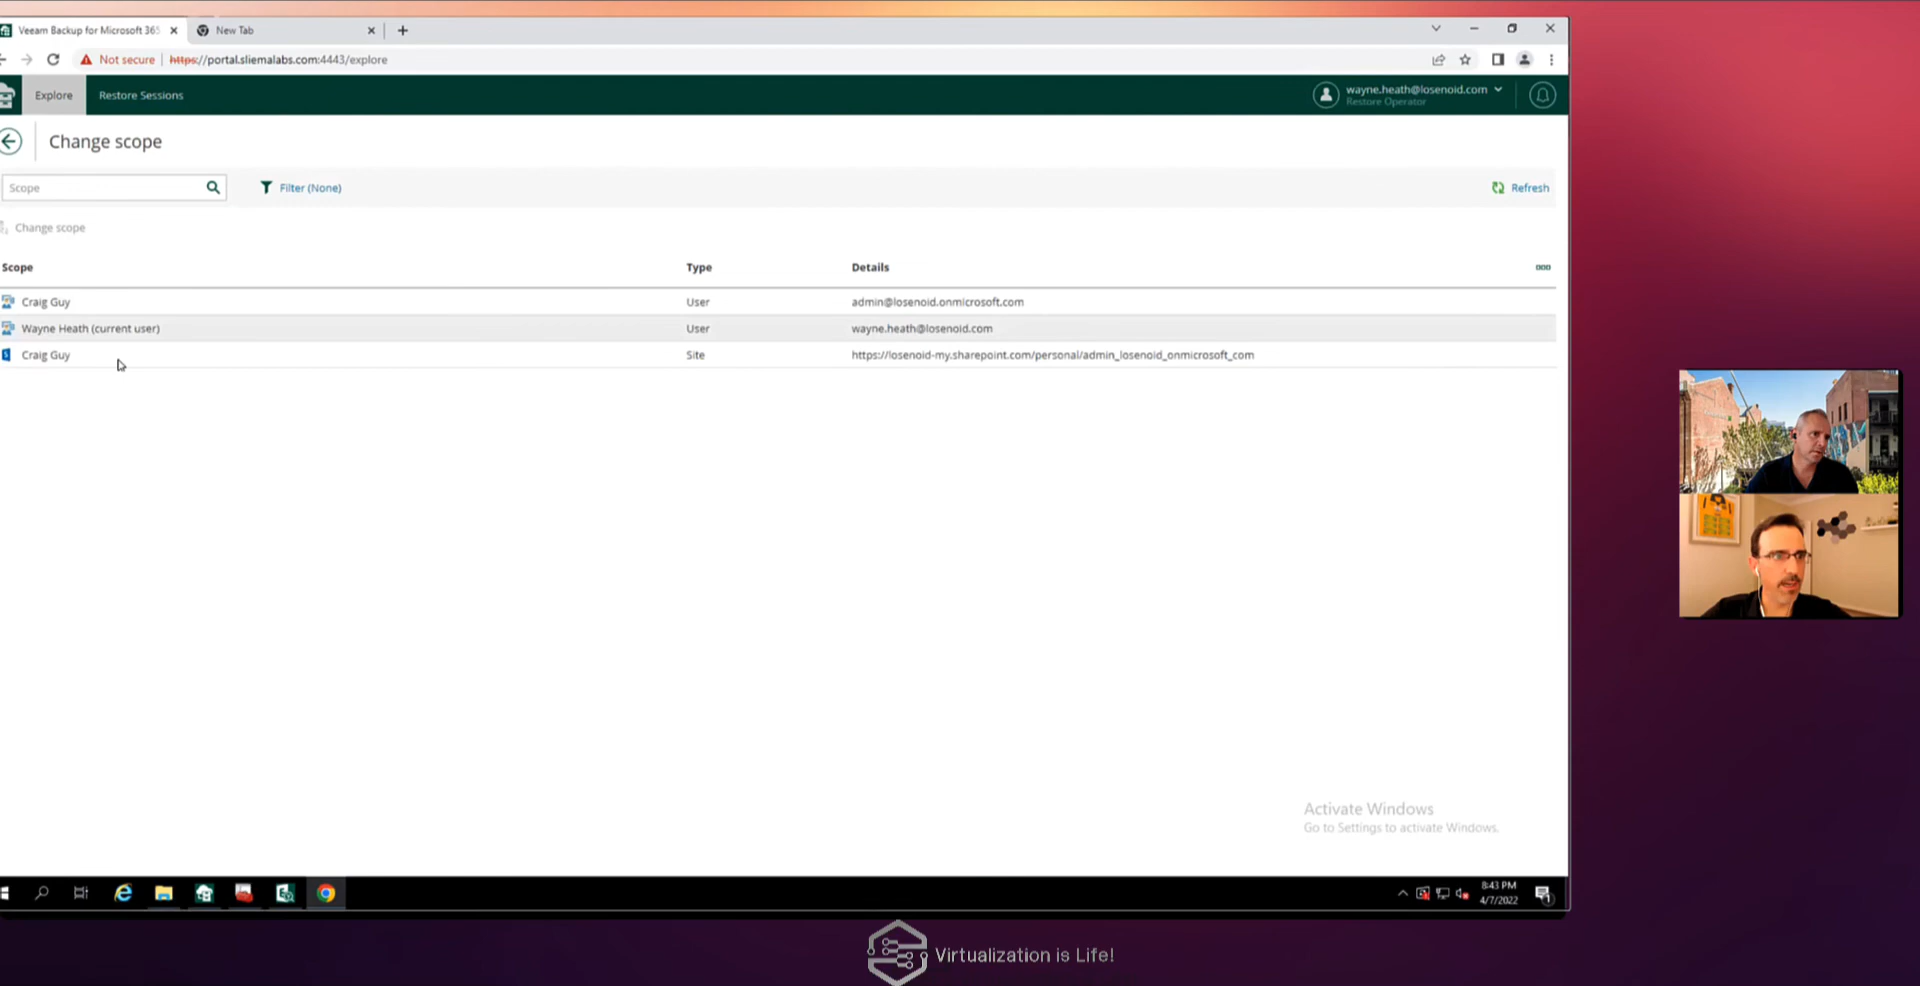 Veeam Backup for Microsoft 365
New Tab
Not secure
https://portal.sliemalabs.com:4443/explore
Explore
Restore Sessions
wayne.heath@losenoid.com
Restore Operator
Change scope
Scope
Filter (None)
Refresh
Change scope
Scope Type Details
Craig Guy User admin@losenoid.onmicrosoft.com
Wayne Heath (current user) User wayne.heath@losenoid.com
Craig Guy Site https://losenoid-my.sharepoint.com/personal/admin_losenoid_onmicrosoft_com
Activate Windows
Go to Settings to activate Windows.
8:43 PM
4/7/2022
1
Virtualization is Life!